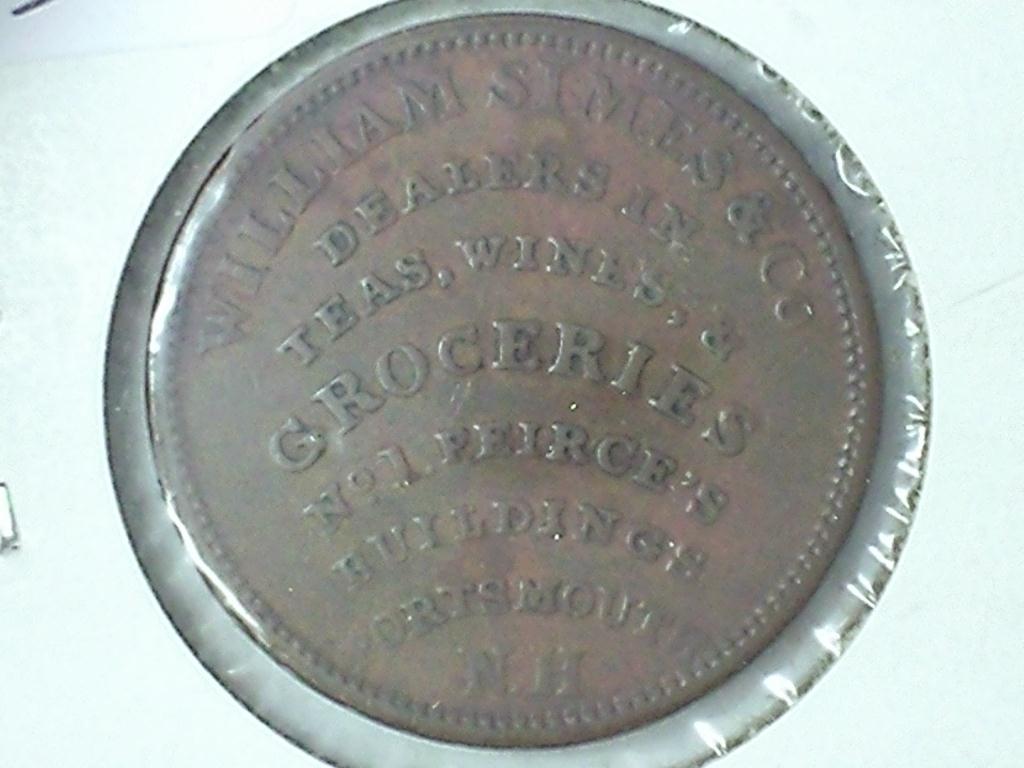 WILLIAM SIMES & Co
DEALERS IN
TEAS, WINES, &
GROCERIES
No 1 PEIRCE'S
BUILDINGS
PORTSMOUTH
N.H